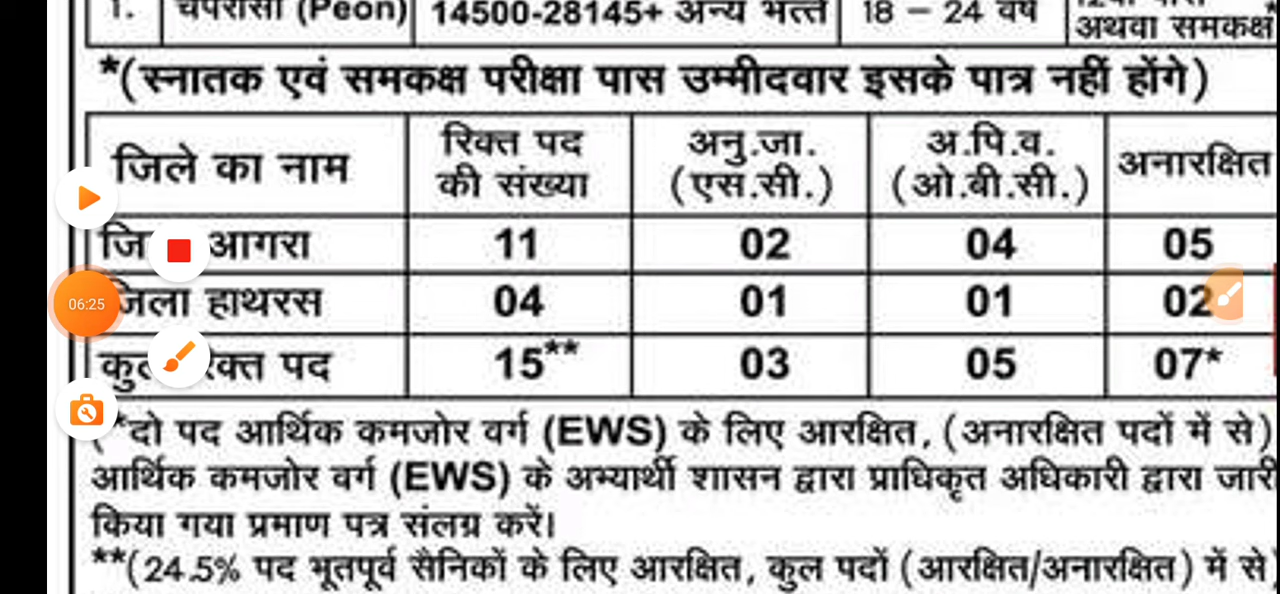 1. चपरासी (Peon) 14500-28145+ अन्य भत्ते 18 – 24 वर्ष
अथवा समकक्ष
*(स्नातक एवं समकक्ष परीक्षा पास उम्मीदवार इसके पात्र नहीं होंगे)
जिले का नाम रिक्त पद की संख्या अनु.जा. (एस.सी.) अ.पि.व. (ओ.बी.सी.) अनारक्षित
आगरा 11 02 04 05
जिला हाथरस 04 01 01 02
पद 15** 03 05 07*
06:25
दो पद आर्थिक कमजोर वर्ग (EWS) के लिए आरक्षित, (अनारक्षित पदों में से)
आर्थिक कमजोर वर्ग (EWS) के अभ्यार्थी शासन द्वारा प्राधिकृत अधिकारी द्वारा जारी
किया गया प्रमाण पत्र संलग्र करें।
**(24.5% पद भूतपूर्व सैनिकों के लिए आरक्षित, कुल पदों (आरक्षित/अनारक्षित) में से)